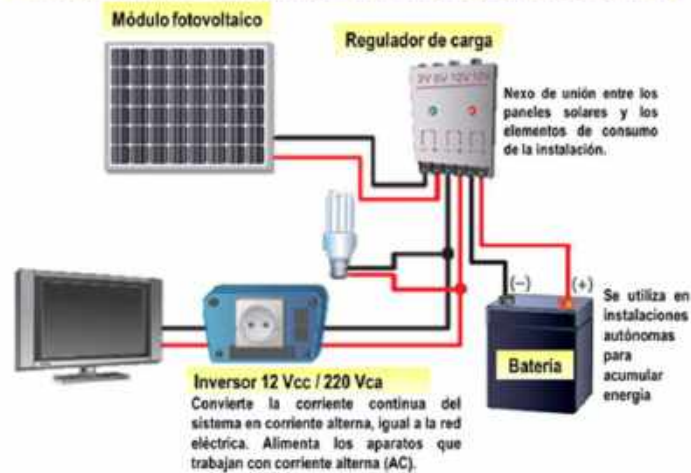 Módulo fotovoltaico
Regulador de carga
Nexo de unión entre los
paneles solares y los
elementos de consumo
de la instalación.
(–)
(+)
Batería
Se utiliza en
instalaciones
autónomas
para
acumular
energía
Inversor 12 Vcc / 220 Vca
Convierte la corriente continua del
sistema en corriente alterna, igual a la red
eléctrica. Alimenta los aparatos que
trabajan con corriente alterna (AC).